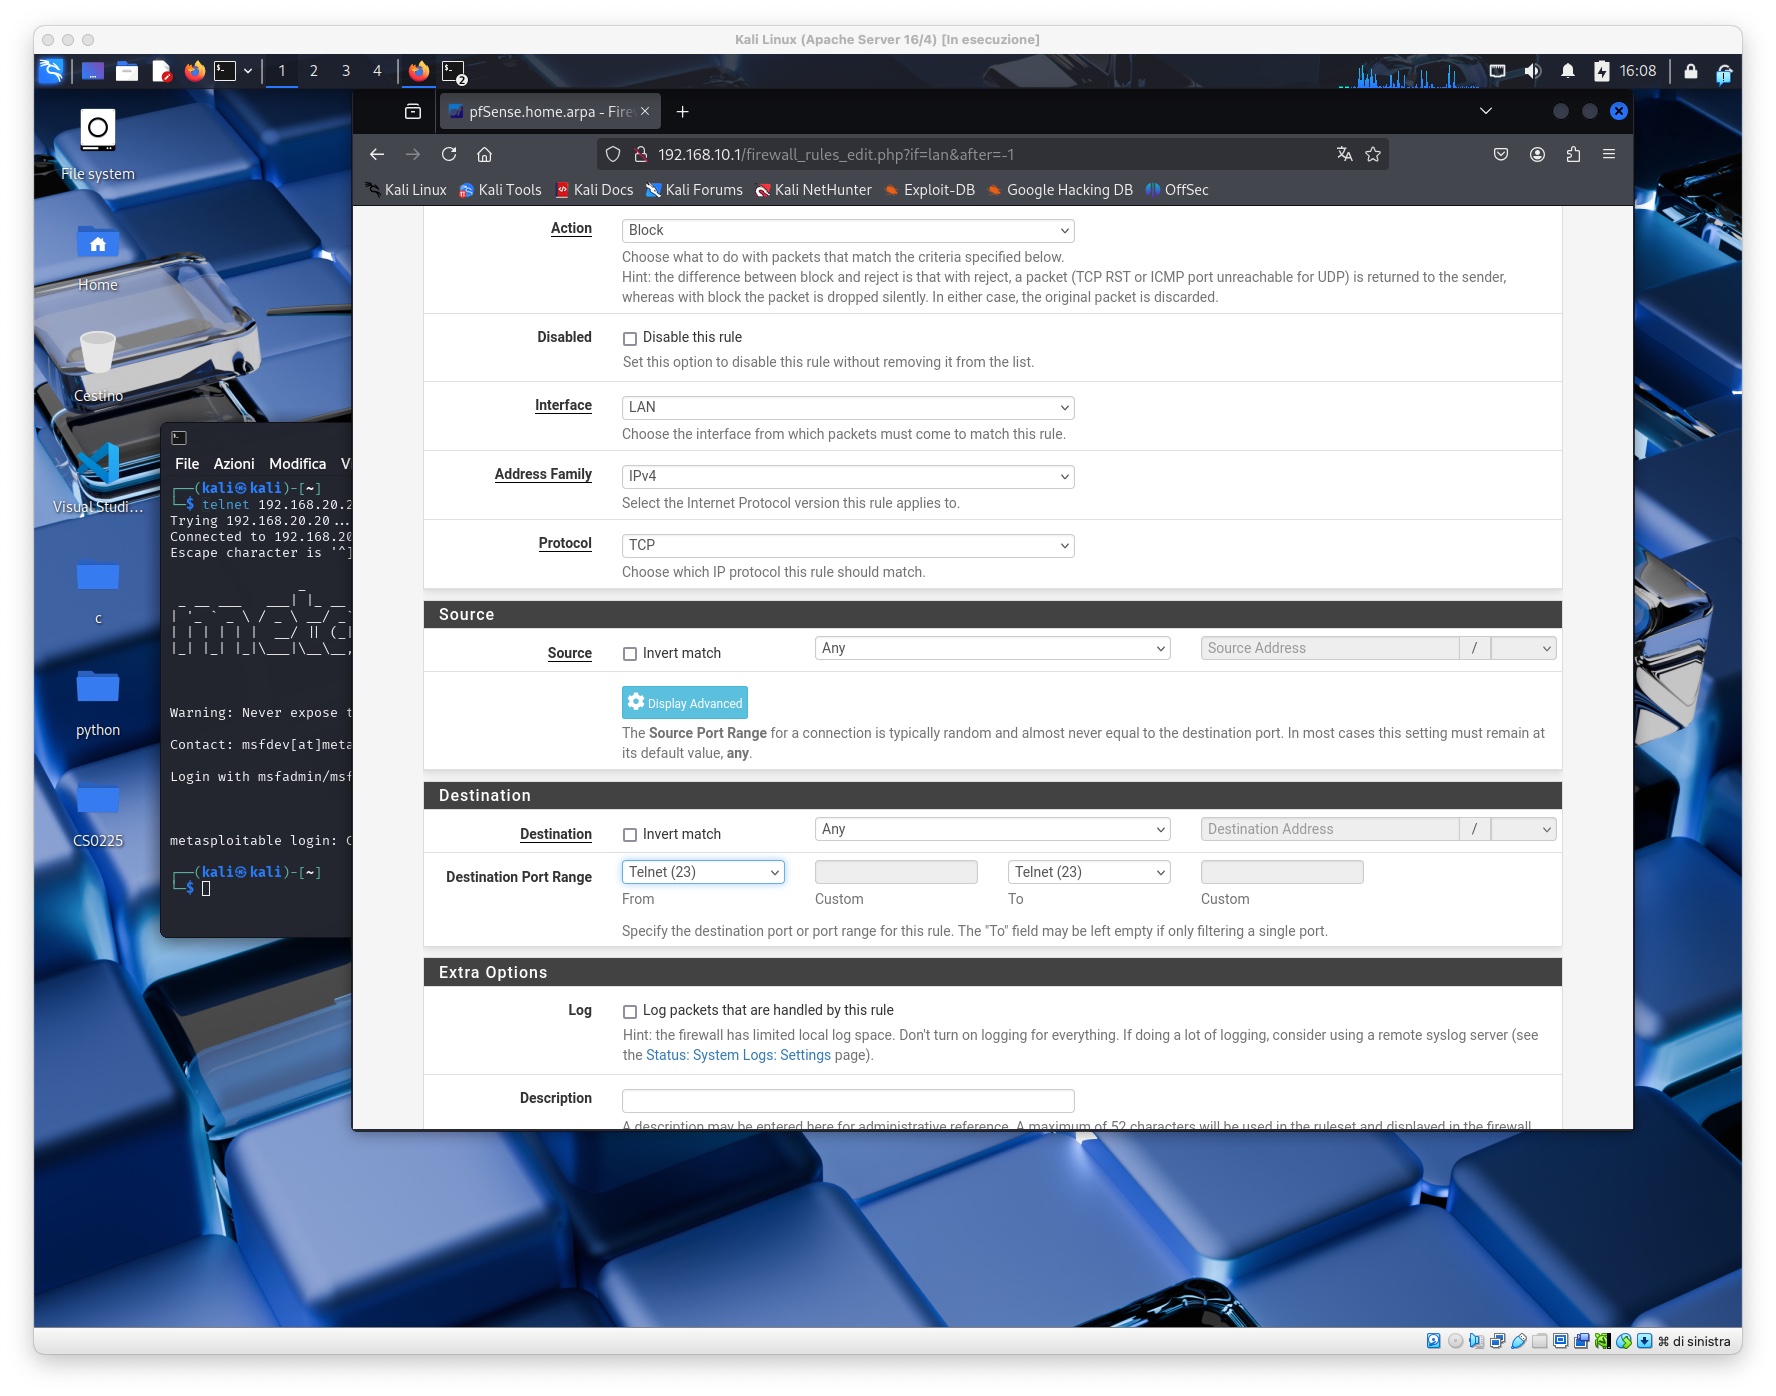 Kali Linux (Apache Server 16/4) [In esecuzione]
1 2 3 4
2
16:08
pfSense.home.arpa - Fire
192.168.10.1/firewall_rules_edit.php?if=lan&after=-1
Kali Linux Kali Tools Kali Docs Kali Forums Kali NetHunter Exploit-DB Google Hacking DB OffSec
File system
Home
Cestino
Visual Studi...
c
python
CS0225
File Azioni Modifica
(kali㉿kali)-[~]
$ telnet 192.168.20.2
Trying 192.168.20.20...
Connected to 192.168.20
Escape character is '^]
Warning: Never expose t
Contact: msfdev[at]meta
Login with msfadmin/msf
metasploitable login: C
(kali㉿kali)-[~]
$
Action
Block
Choose what to do with packets that match the criteria specified below.
Hint: the difference between block and reject is that with reject, a packet (TCP RST or ICMP port unreachable for UDP) is returned to the sender,
whereas with block the packet is dropped silently. In either case, the original packet is discarded.
Disabled
Disable this rule
Set this option to disable this rule without removing it from the list.
Interface
LAN
Choose the interface from which packets must come to match this rule.
Address Family
IPv4
Select the Internet Protocol version this rule applies to.
Protocol
TCP
Choose which IP protocol this rule should match.
Source
Source
Invert match
Any
Source Address
/
Display Advanced
The Source Port Range for a connection is typically random and almost never equal to the destination port. In most cases this setting must remain at
its default value, any.
Destination
Destination
Invert match
Any
Destination Address
/
Destination Port Range
Telnet (23)
Telnet (23)
From Custom To Custom
Specify the destination port or port range for this rule. The "To" field may be left empty if only filtering a single port.
Extra Options
Log
Log packets that are handled by this rule
Hint: the firewall has limited local log space. Don't turn on logging for everything. If doing a lot of logging, consider using a remote syslog server (see
the Status: System Logs: Settings page).
Description
A description may be entered here for administrative reference. A maximum of 52 characters will be used in the ruleset and displayed in the firewall
⌘ di sinistra